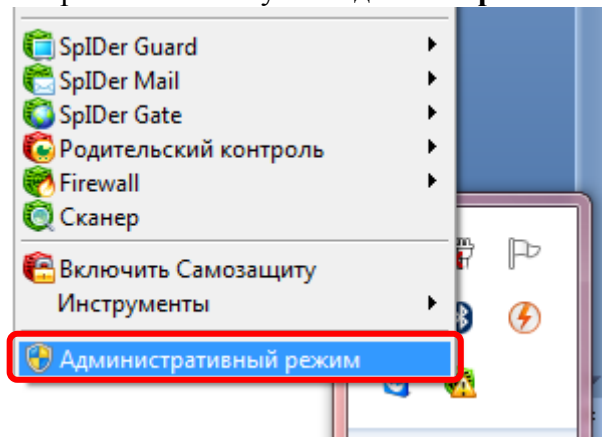 SpIDer Guard
SpIDer Mail
SpIDer Gate
Родительский контроль
Firewall
Сканер
Включить Самозащиту
Инструменты
Административный режим